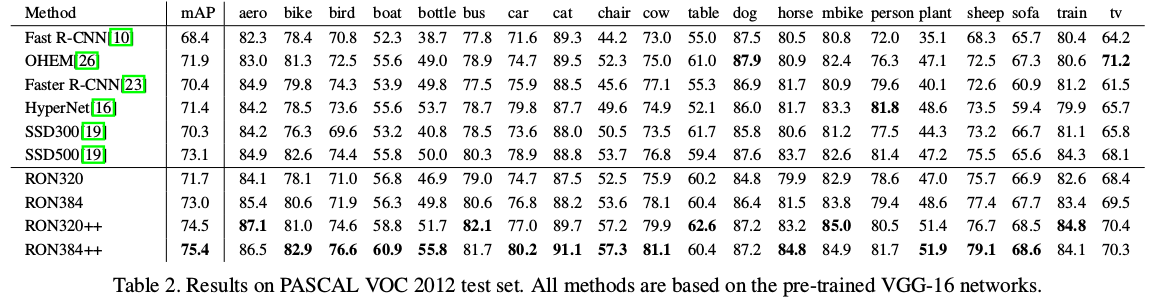 Method mAP aero bike bird boat bottle bus car cat chair cow table dog horse mbike person plant sheep sofa train tv
Fast R-CNN[10] 68.4 82.3 78.4 70.8 52.3 38.7 77.8 71.6 89.3 44.2 73.0 55.0 87.5 80.5 80.8 72.0 35.1 68.3 65.7 80.4 64.2
OHEM[26] 71.9 83.0 81.3 72.5 55.6 49.0 78.9 74.7 89.5 52.3 75.0 61.0 87.9 80.9 82.4 76.3 47.1 72.5 67.3 80.6 71.2
Faster R-CNN[23] 70.4 84.9 79.8 74.3 53.9 49.8 77.5 75.9 88.5 45.6 77.1 55.3 86.9 81.7 80.9 79.6 40.1 72.6 60.9 81.2 61.5
HyperNet[16] 71.4 84.2 78.5 73.6 55.6 53.7 78.7 79.8 87.7 49.6 74.9 52.1 86.0 81.7 83.3 81.8 48.6 73.5 59.4 79.9 65.7
SSD300[19] 70.3 84.2 76.3 69.6 53.2 40.8 78.5 73.6 88.0 50.5 73.5 61.7 85.8 80.6 81.2 77.5 44.3 73.2 66.7 81.1 65.8
SSD500[19] 73.1 84.9 82.6 74.4 55.8 50.0 80.3 78.9 88.8 53.7 76.8 59.4 87.6 83.7 82.6 81.4 47.2 75.5 65.6 84.3 68.1
RON320 71.7 84.1 78.1 71.0 56.8 46.9 79.0 74.7 87.5 52.5 75.9 60.2 84.8 79.9 82.9 78.6 47.0 75.7 66.9 82.6 68.4
RON384 73.0 85.4 80.6 71.9 56.3 49.8 80.6 76.8 88.2 53.6 78.1 60.4 86.4 81.5 83.8 79.4 48.6 77.4 67.7 83.4 69.5
RON320++ 74.5 87.1 81.0 74.6 58.8 51.7 82.1 77.0 89.7 57.2 79.9 62.6 87.2 83.2 85.0 80.5 51.4 76.7 68.5 84.8 70.4
RON384++ 75.4 86.5 82.9 76.6 60.9 55.8 81.7 80.2 91.1 57.3 81.1 60.4 87.2 84.8 84.9 81.7 51.9 79.1 68.6 84.1 70.3
Table 2. Results on PASCAL VOC 2012 test set. All methods are based on the pre-trained VGG-16 networks.